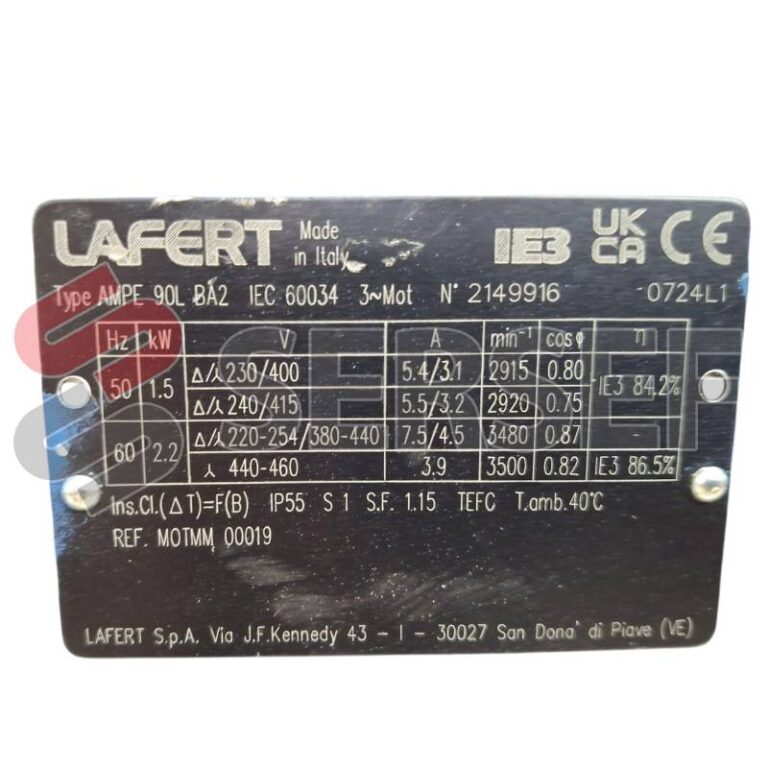 LAFERT Made in Italy IE3 UK CA CE
Type AMPE 90L BA2 IEC 60034 3~Mot N° 2149916 0724L1
Hz kW V A min⁻¹ cosφ η
50 1.5 Δ/⅄ 230/400 5.4/3.1 2915 0.80 IE3 84.2%
Δ/⅄ 240/415 5.5/3.2 2920 0.75
60 2.2 Δ/⅄ 220-254/380-440 7.5/4.5 3480 0.87 -
⅄ 440-460 3.9 3500 0.82 IE3 86.5%
Ins.Cl.(ΔT)=F(B) IP55 S 1 S.F. 1.15 TEFC T.amb.40°C
REF. MOTMM 00019
LAFERT S.p.A. Via J.F.Kennedy 43 - I - 30027 San Dona' di Piave (VE)